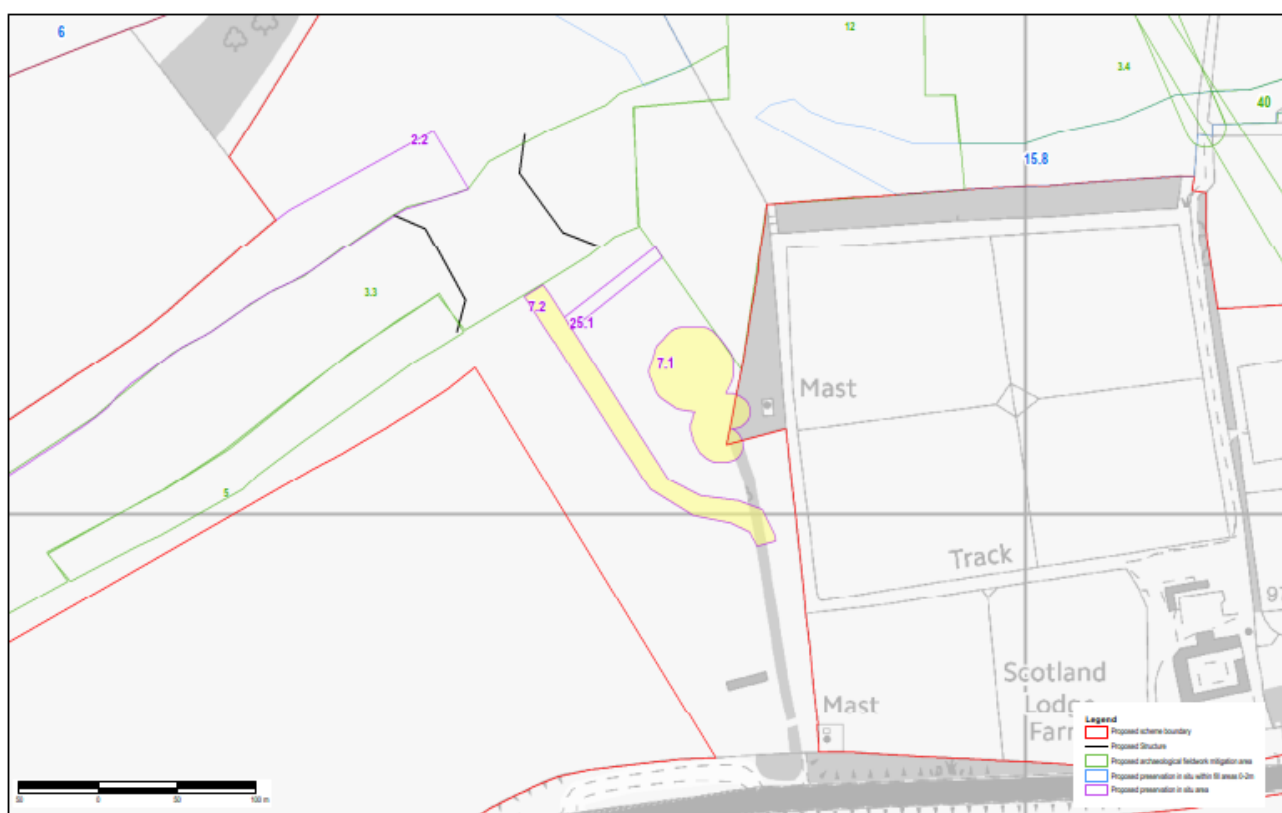 6
12
3.4
40
2.2
15.8
3.3
7.2
25.1
7.1
Mast
5
Track
97
Scotland
Lodge
Farm
Mast
Legend
Proposed scheme boundary
Proposed Structure
Proposed archaeological fieldwork mitigation area
Proposed preservation in situ within fill areas 0-2m
Proposed preservation in situ area
50 0 50 100 m